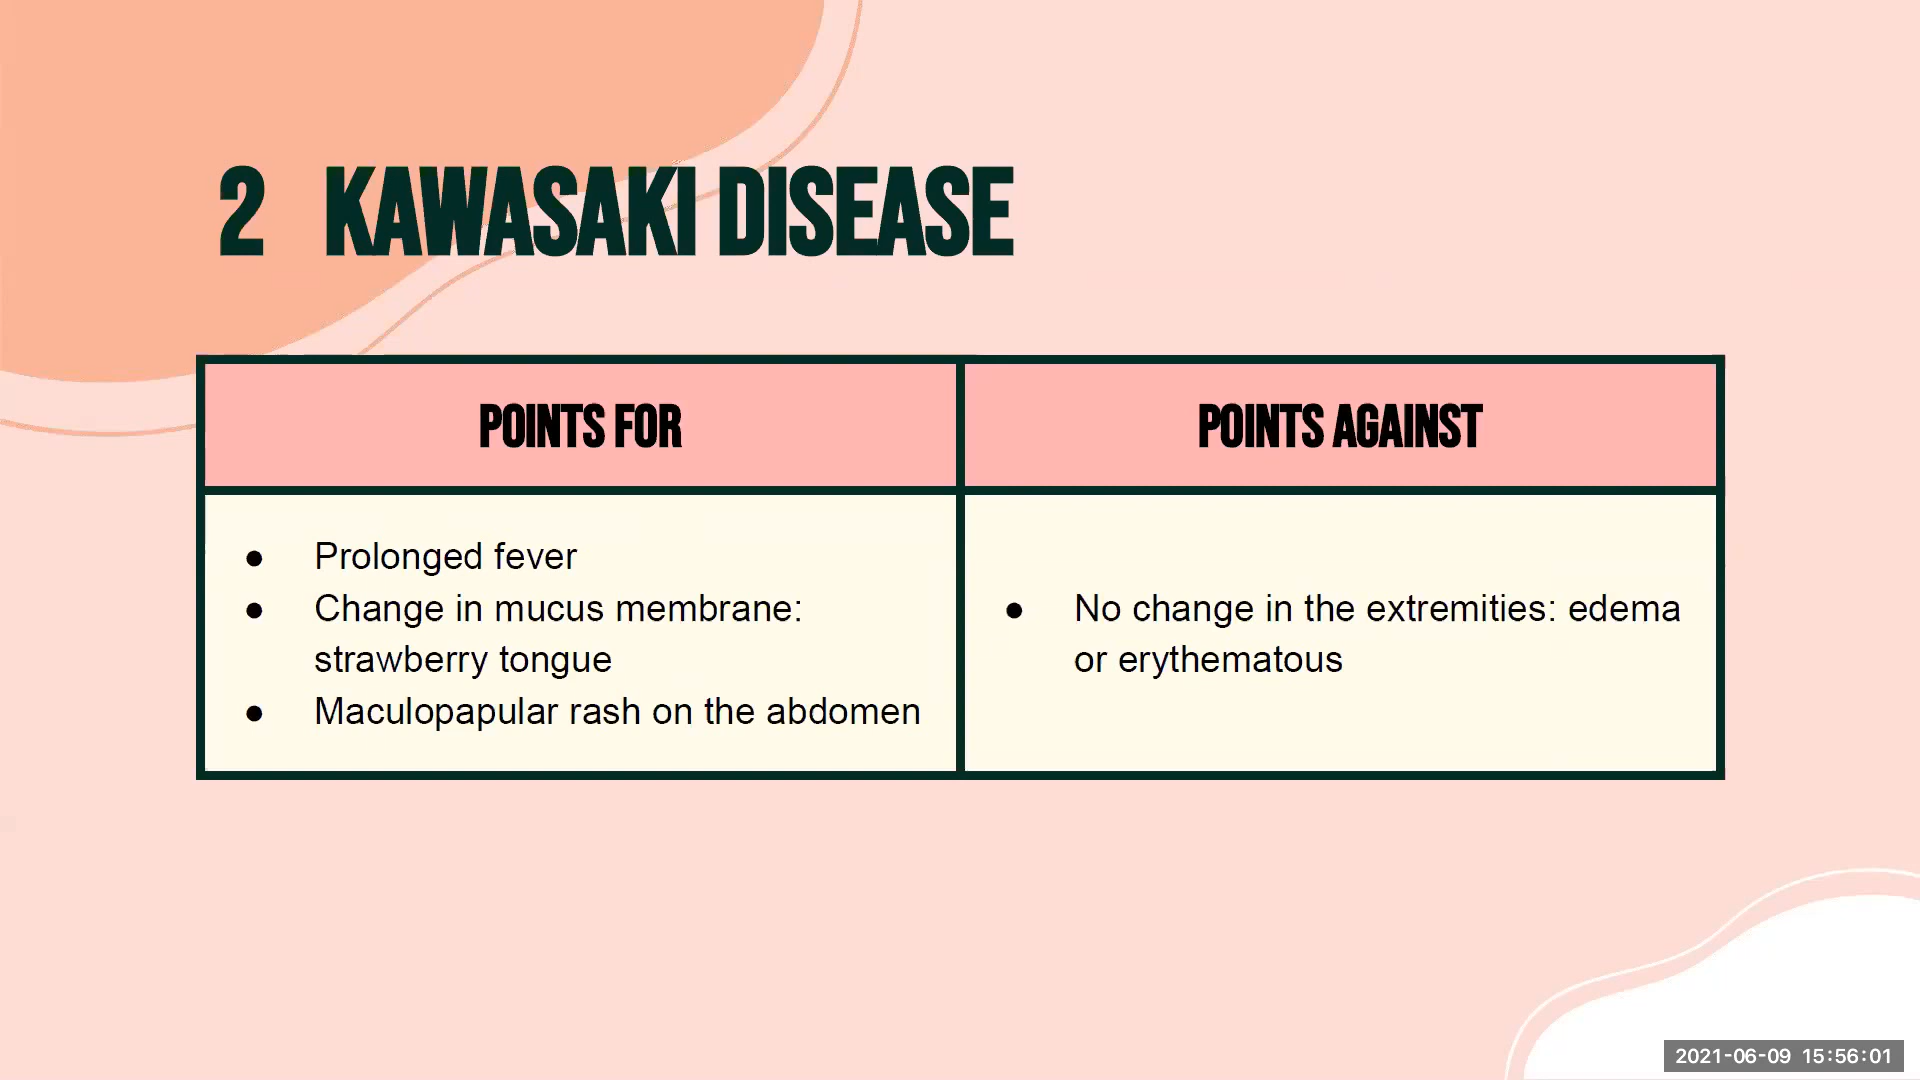 2 KAWASAKI DISEASE
POINTS FOR
POINTS AGAINST
● Prolonged fever
● Change in mucus membrane:
strawberry tongue
● Maculopapular rash on the abdomen
● No change in the extremities: edema
or erythematous
2021-06-09 15:56:01